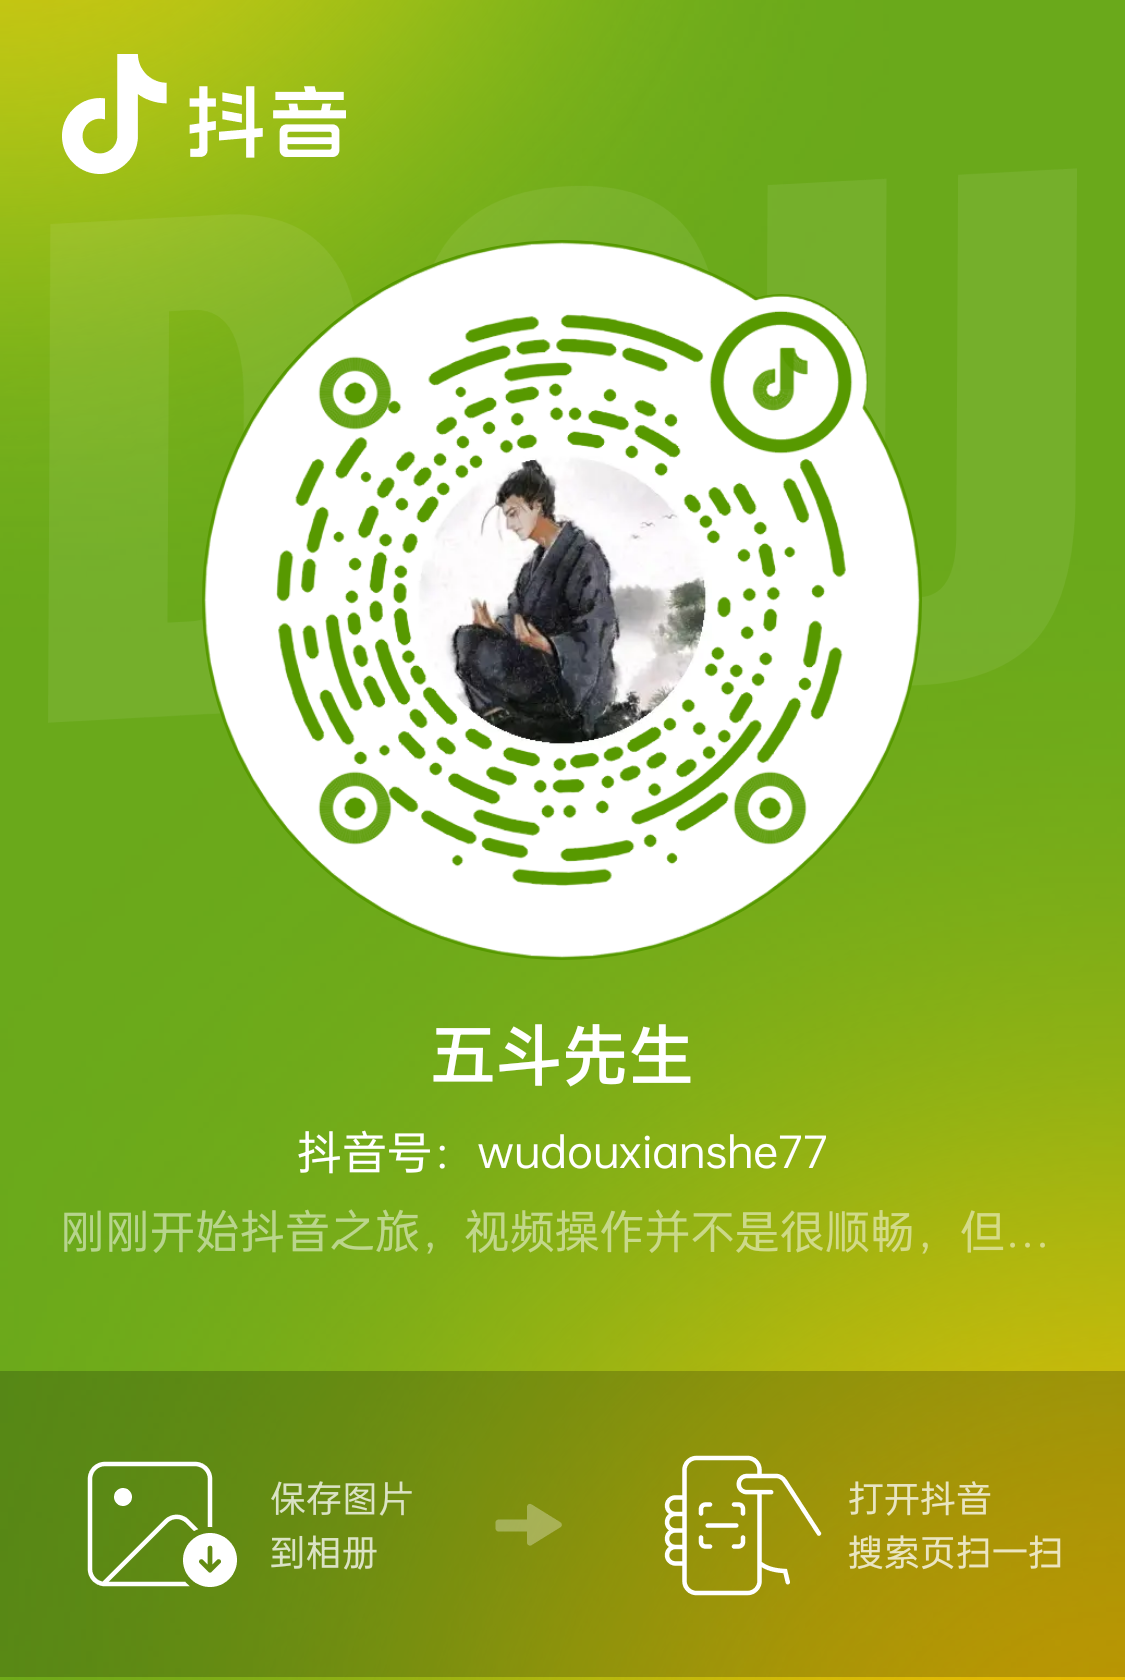 抖音
DOU
五斗先生
抖音号：wudouxianshe77
刚刚开始抖音之旅，视频操作并不是很顺畅，但...
保存图片
到相册
打开抖音
搜索页扫一扫